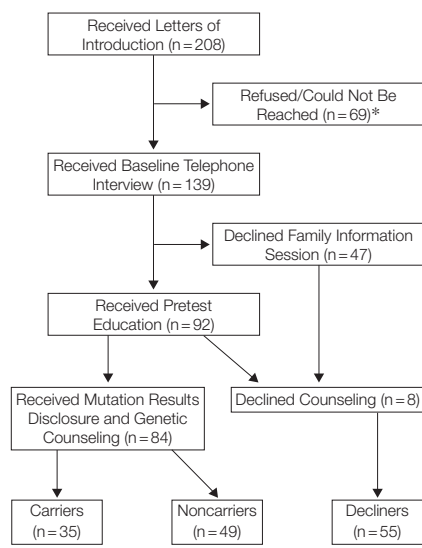 Received Letters of
Introduction (n=208)
Refused/Could Not Be
Reached (n=69)*
Received Baseline Telephone
Interview (n=139)
Declined Family Information
Session (n=47)
Received Pretest
Education (n=92)
Received Mutation Results
Disclosure and Genetic
Counseling (n=84)
Declined Counseling (n=8)
Carriers
(n=35)
Noncarriers
(n=49)
Decliners
(n=55)